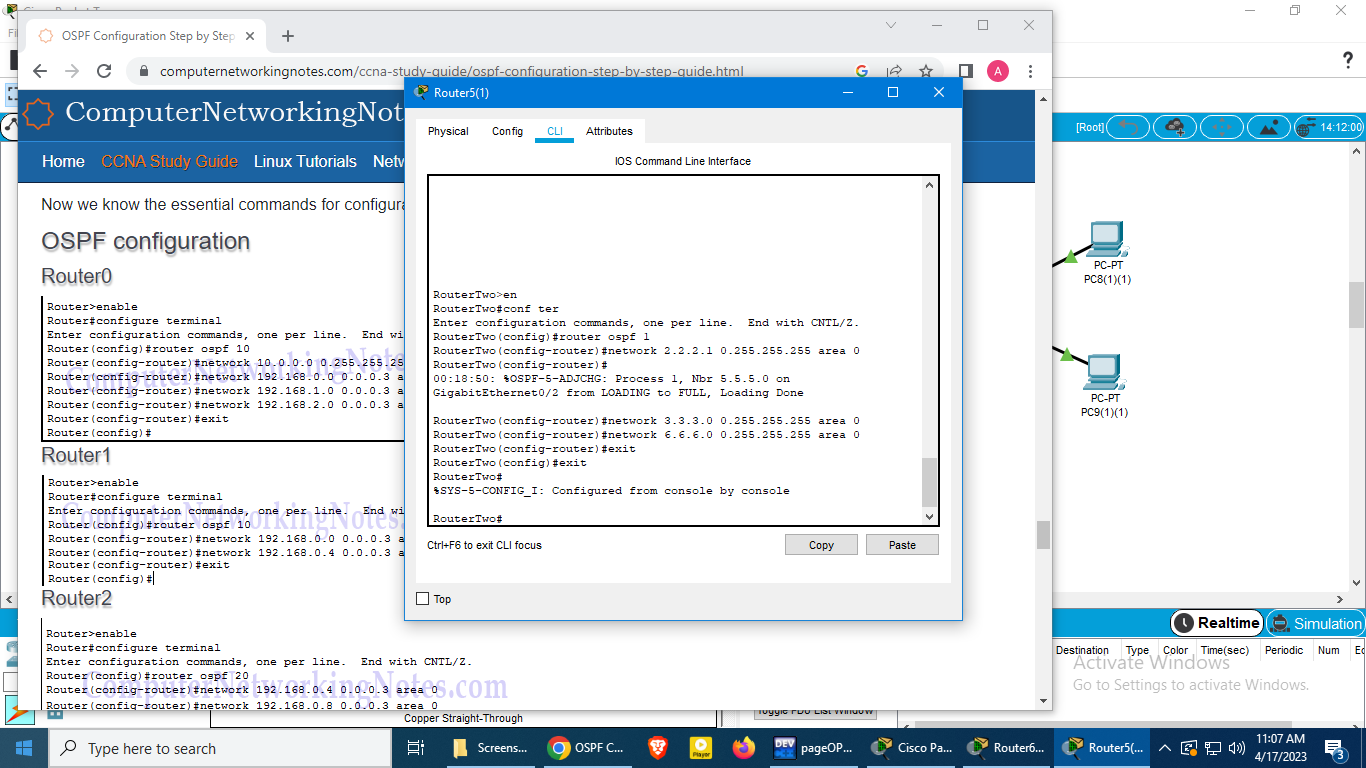 OSPF Configuration Step by Step
computernetworkingnotes.com/ccna-study-guide/ospf-configuration-step-by-step-guide.html
A
ComputerNetworkingNot
Home CCNA Study Guide Linux Tutorials Netw
Now we know the essential commands for configura
OSPF configuration
Router0
Router>enable
Router#configure terminal
Enter configuration commands, one per line. End wi
Router(config)#router ospf 10
Router(config-router)#network 10.0.0.0 0.255.255.25
Router(config-router)#network 192.168.0.0 0.0.0.3 a
Router(config-router)#network 192.168.1.0 0.0.0.3 a
Router(config-router)#network 192.168.2.0 0.0.0.3 a
Router(config-router)#exit
Router(config)#
ComputerNetworkingNotes.
Router1
Router>enable
Router#configure terminal
Enter configuration commands, one per line. End wi
Router(config)#router ospf 10
Router(config-router)#network 192.168.0.0 0.0.0.3 a
Router(config-router)#network 192.168.0.4 0.0.0.3 a
Router(config-router)#exit
Router(config)#
ComputerNetworkingNotes.
Router2
Router>enable
Router#configure terminal
Enter configuration commands, one per line. End with CNTL/Z.
Router(config)#router ospf 20
Router(config-router)#network 192.168.0.4 0.0.0.3 area 0
Router(config-router)#network 192.168.0.8 0.0.0.3 area 0
ComputerNetworkingNotes.com
Router5(1)
Physical Config CLI Attributes
IOS Command Line Interface
RouterTwo>en
RouterTwo#conf ter
Enter configuration commands, one per line. End with CNTL/Z.
RouterTwo(config)#router ospf 1
RouterTwo(config-router)#network 2.2.2.1 0.255.255.255 area 0
RouterTwo(config-router)#
00:18:50: %OSPF-5-ADJCHG: Process 1, Nbr 5.5.5.0 on
GigabitEthernet0/2 from LOADING to FULL, Loading Done
RouterTwo(config-router)#network 3.3.3.0 0.255.255.255 area 0
RouterTwo(config-router)#network 6.6.6.0 0.255.255.255 area 0
RouterTwo(config-router)#exit
RouterTwo(config)#exit
RouterTwo#
%SYS-5-CONFIG_I: Configured from console by console
RouterTwo#
Ctrl+F6 to exit CLI focus
Copy Paste
Top
[Root] 14:12:00
PC-PT
PC8(1)(1)
PC-PT
PC9(1)(1)
Realtime Simulation
Destination Type Color Time(sec) Periodic Num
Activate Windows
Go to Settings to activate Windows.
Copper Straight-Through
Toggle PDU List Window
Type here to search
Screens... OSPF C... Player DEV pageOP... Cisco Pa... Router6... Router5(...
11:07 AM
4/17/2023
3